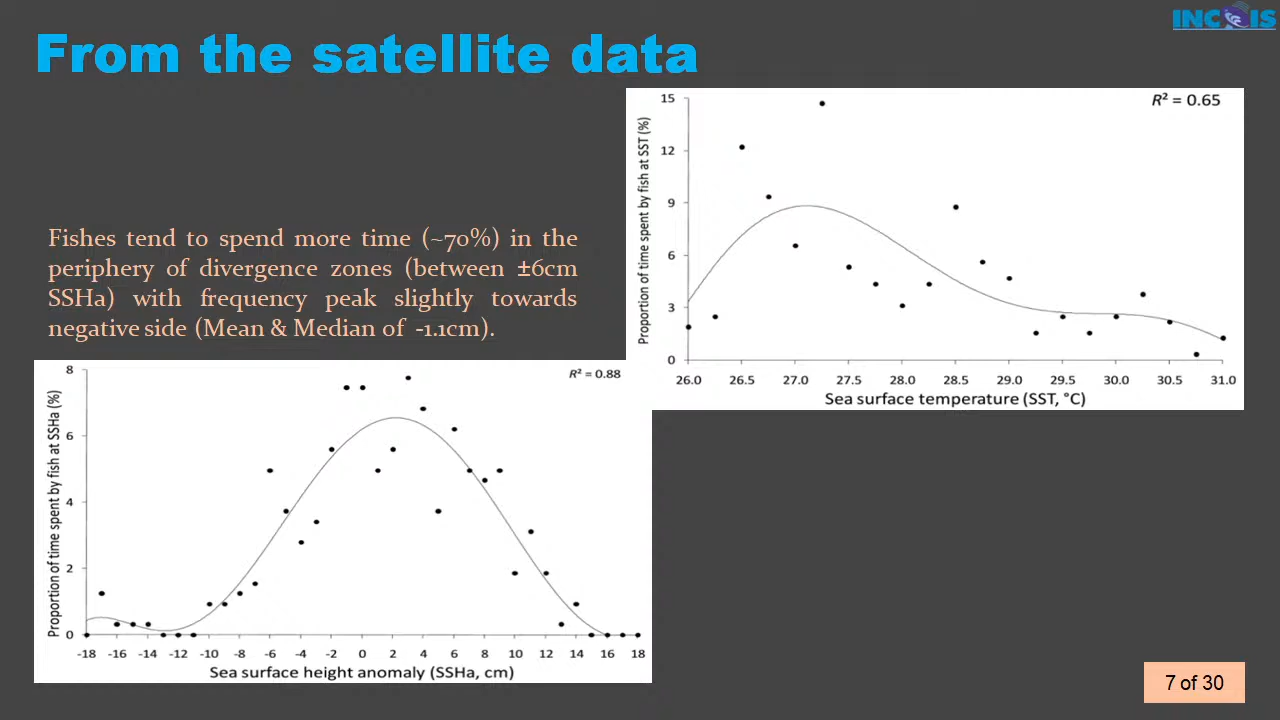 INCOIS
From the satellite data
Fishes tend to spend more time (~70%) in the
periphery of divergence zones (between ±6cm
SSHa) with frequency peak slightly towards
negative side (Mean & Median of -1.1cm).
R² = 0.65
Proportion of time spent by fish at SST (%)
15
12
9
6
3
0
26.0 26.5 27.0 27.5 28.0 28.5 29.0 29.5 30.0 30.5 31.0
Sea surface temperature (SST, °C)
R² = 0.88
Proportion of time spent by fish at SSHa (%)
8
6
4
2
0
-18 -16 -14 -12 -10 -8 -6 -4 -2 0 2 4 6 8 10 12 14 16 18
Sea surface height anomaly (SSHa, cm)
7 of 30